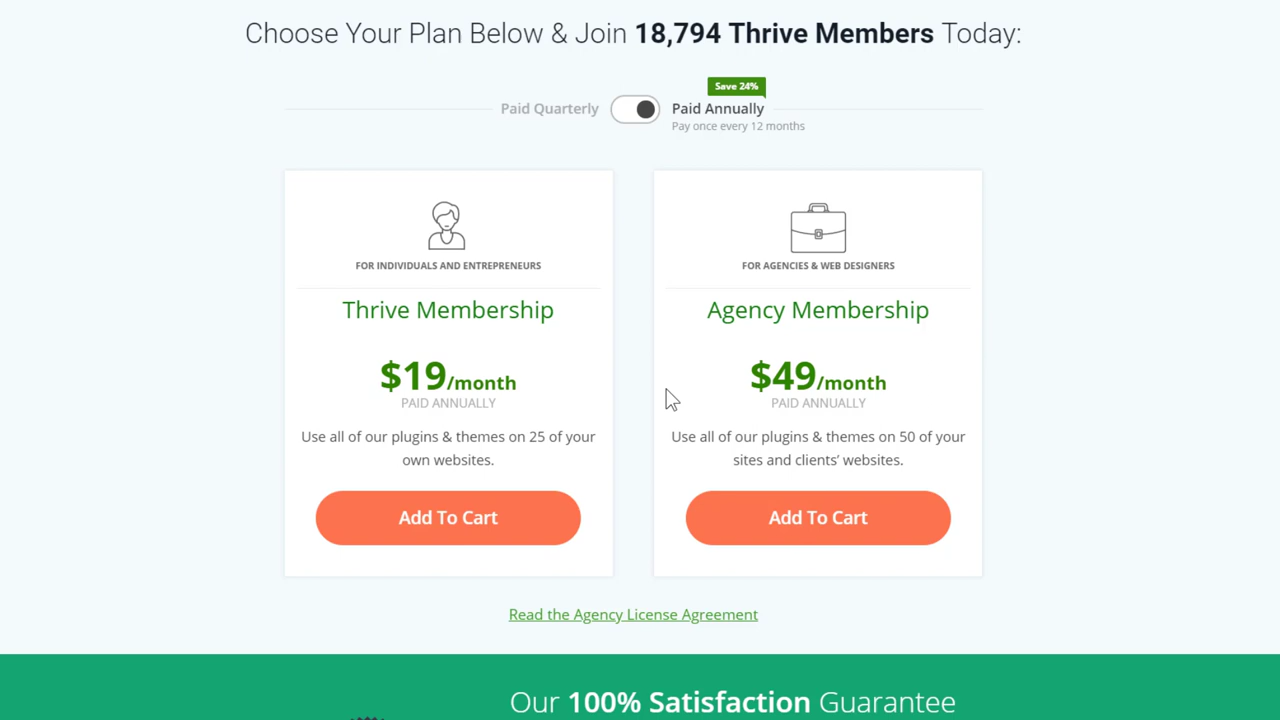 Choose Your Plan Below & Join 18,794 Thrive Members Today:
Save 24%
Paid Quarterly
Paid Annually
Pay once every 12 months
FOR INDIVIDUALS AND ENTREPRENEURS
Thrive Membership
$19/month
PAID ANNUALLY
Use all of our plugins & themes on 25 of your
own websites.
Add To Cart
FOR AGENCIES & WEB DESIGNERS
Agency Membership
$49/month
PAID ANNUALLY
Use all of our plugins & themes on 50 of your
sites and clients’ websites.
Add To Cart
Read the Agency License Agreement
Our 100% Satisfaction Guarantee